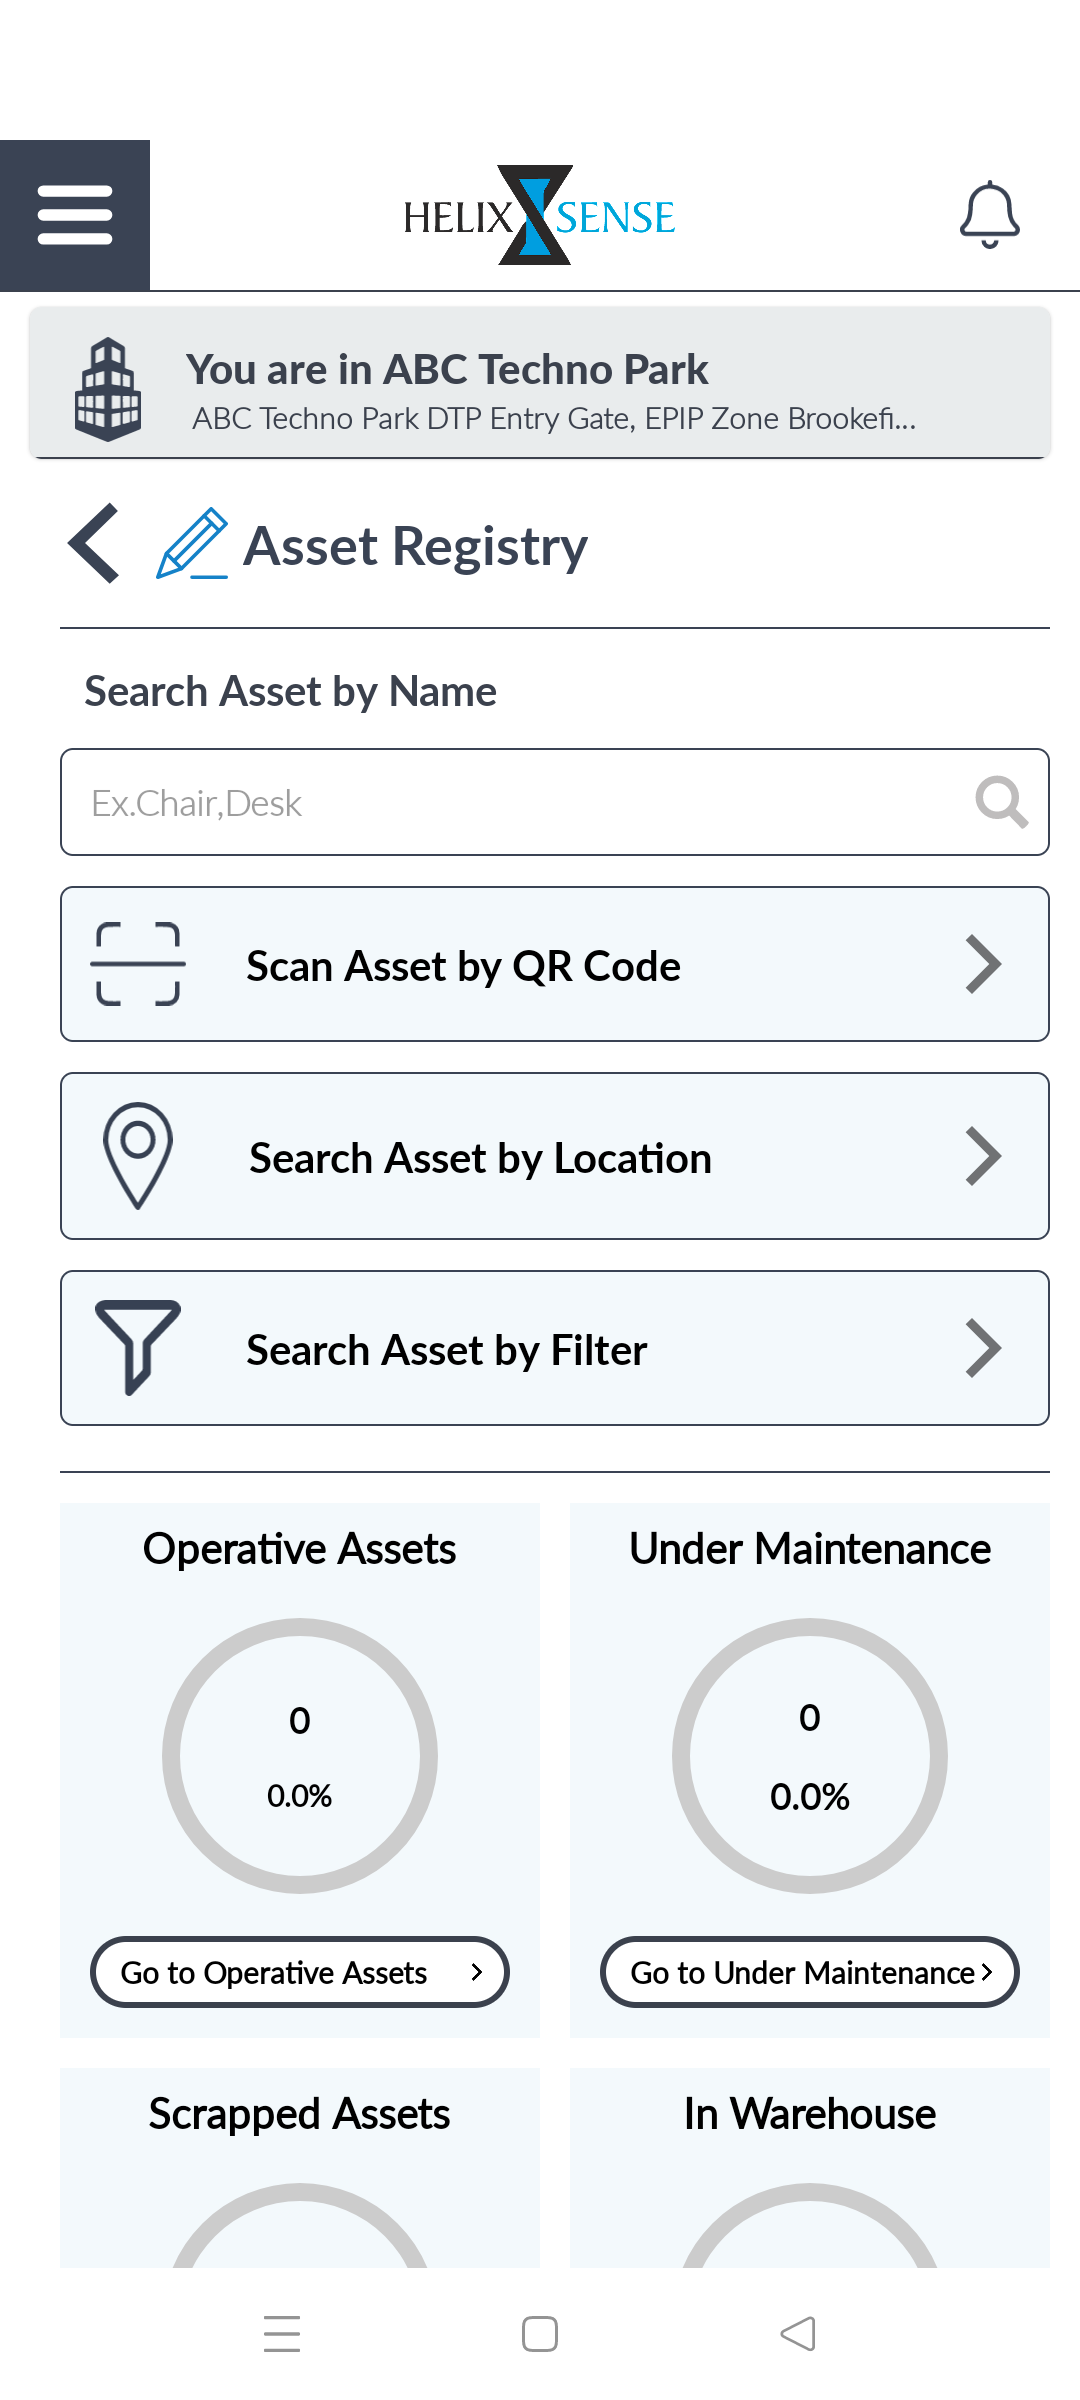 HELIX SENSE
You are in ABC Techno Park
ABC Techno Park DTP Entry Gate, EPIP Zone Brookefi...
Asset Registry
Search Asset by Name
Ex.Chair,Desk
Scan Asset by QR Code
Search Asset by Location
Search Asset by Filter
Operative Assets
0
0.0%
Go to Operative Assets
Under Maintenance
0
0.0%
Go to Under Maintenance
Scrapped Assets
In Warehouse